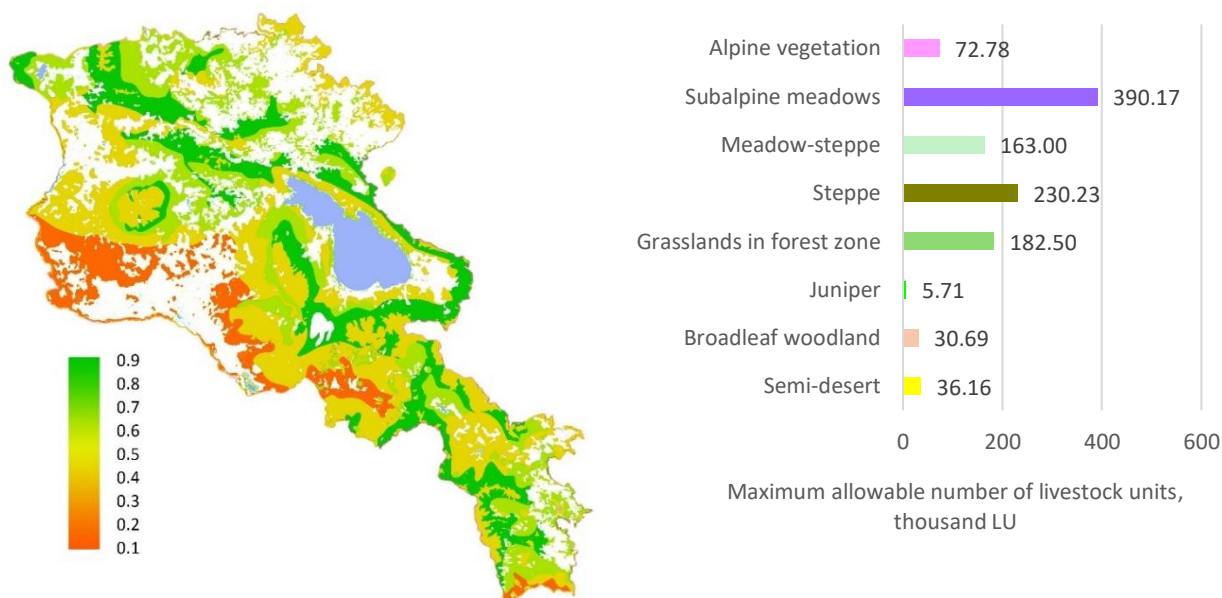 0.9
0.8
0.7
0.6
0.5
0.4
0.3
0.2
0.1
Alpine vegetation 72.78
Subalpine meadows 390.17
Meadow-steppe 163.00
Steppe 230.23
Grasslands in forest zone 182.50
Juniper 5.71
Broadleaf woodland 30.69
Semi-desert 36.16
0 200 400 600
Maximum allowable number of livestock units,
thousand LU